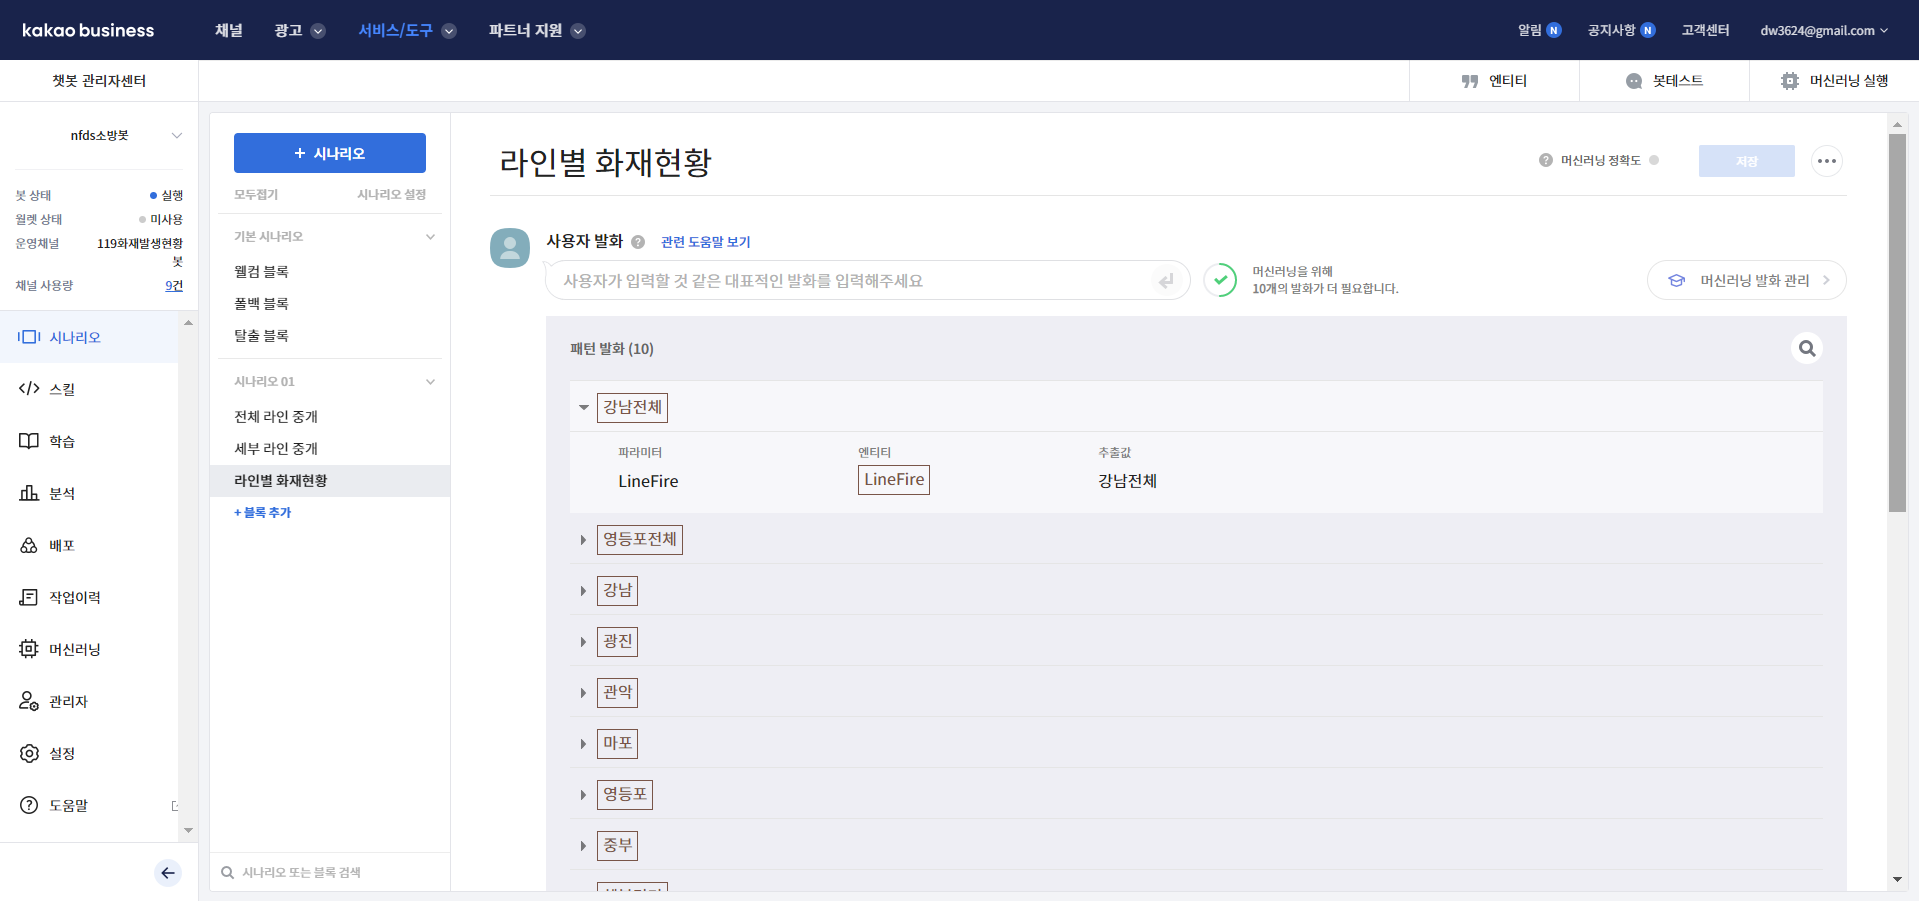 kakao business
채널
광고
서비스/도구
파트너 지원
알림 N
공지사항 N
고객센터
dw3624@gmail.com
챗봇 관리자센터
엔티티
봇테스트
머신러닝 실행
nfds소방봇
봇 상태
실행
월렛 상태
미사용
운영채널
119화재발생현황
봇
채널 사용량
9건
시나리오
스킬
학습
분석
배포
작업이력
머신러닝
관리자
설정
도움말
+ 시나리오
모두접기
시나리오 설정
기본 시나리오
웰컴 블록
폴백 블록
탈출 블록
시나리오 01
전체 라인 중개
세부 라인 중개
라인별 화재현황
+ 블록 추가
시나리오 또는 블록 검색
라인별 화재현황
머신러닝 정확도
저장
사용자 발화
관련 도움말 보기
사용자가 입력할 것 같은 대표적인 발화를 입력해주세요
머신러닝을 위해
10개의 발화가 더 필요합니다.
머신러닝 발화 관리
패턴 발화 (10)
강남전체
파라미터
엔티티
추출값
LineFire
LineFire
강남전체
영등포전체
강남
광진
관악
마포
영등포
중부